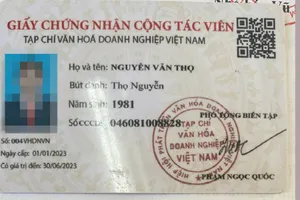 GIẤY CHỨNG NHẬN CỘNG TÁC VIÊN
TẠP CHÍ VĂN HOÁ DOANH NGHIỆP VIỆT NAM
Họ và tên: NGUYỄN VĂN THỌ
Bút danh: Thọ Nguyễn
Năm sinh: 1981
Số CCCD: 046081008828
PHÓ TỔNG BIÊN TẬP
TẠP CHÍ
VĂN HÓA
DOANH NGHIỆP
VIỆT NAM
Số: 004/VHDNVN
Ngày cấp: 01/01/2023
Có giá trị đến: 30/06/2023
PHẠM NGỌC QUỐC